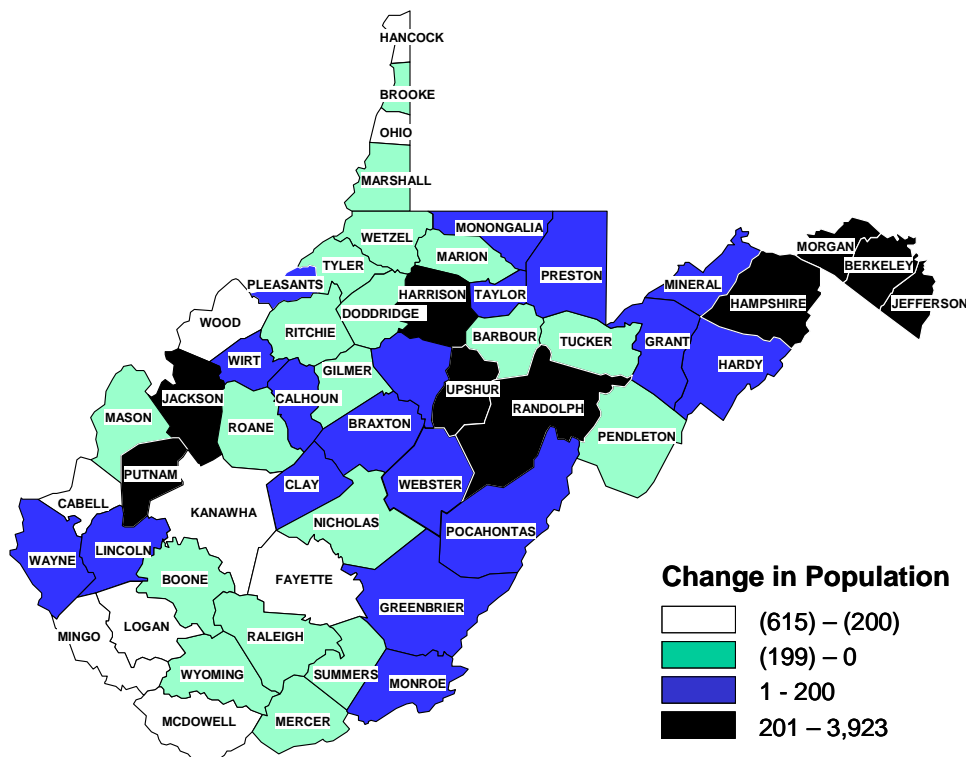 HANCOCK
BROOKE
OHIO
MARSHALL
WETZEL
MONONGALIA
MARION
PRESTON
TYLER
PLEASANTS
MORGAN
BERKELEY
JEFFERSON
MINERAL
HAMPSHIRE
HARRISON
TAYLOR
DODDRIDGE
WOOD
RITCHIE
BARBOUR
TUCKER
GRANT
HARDY
WIRT
GILMER
UPSHUR
JACKSON
CALHOUN
RANDOLPH
MASON
ROANE
BRAXTON
PENDLETON
PUTNAM
CLAY
WEBSTER
CABELL
KANAWHA
NICHOLAS
POCAHONTAS
WAYNE
LINCOLN
BOONE
FAYETTE
GREENBRIER
MINGO
LOGAN
RALEIGH
WYOMING
SUMMERS
MONROE
MCDOWELL
MERCER
Change in Population
(615) – (200)
(199) – 0
1 - 200
201 – 3,923